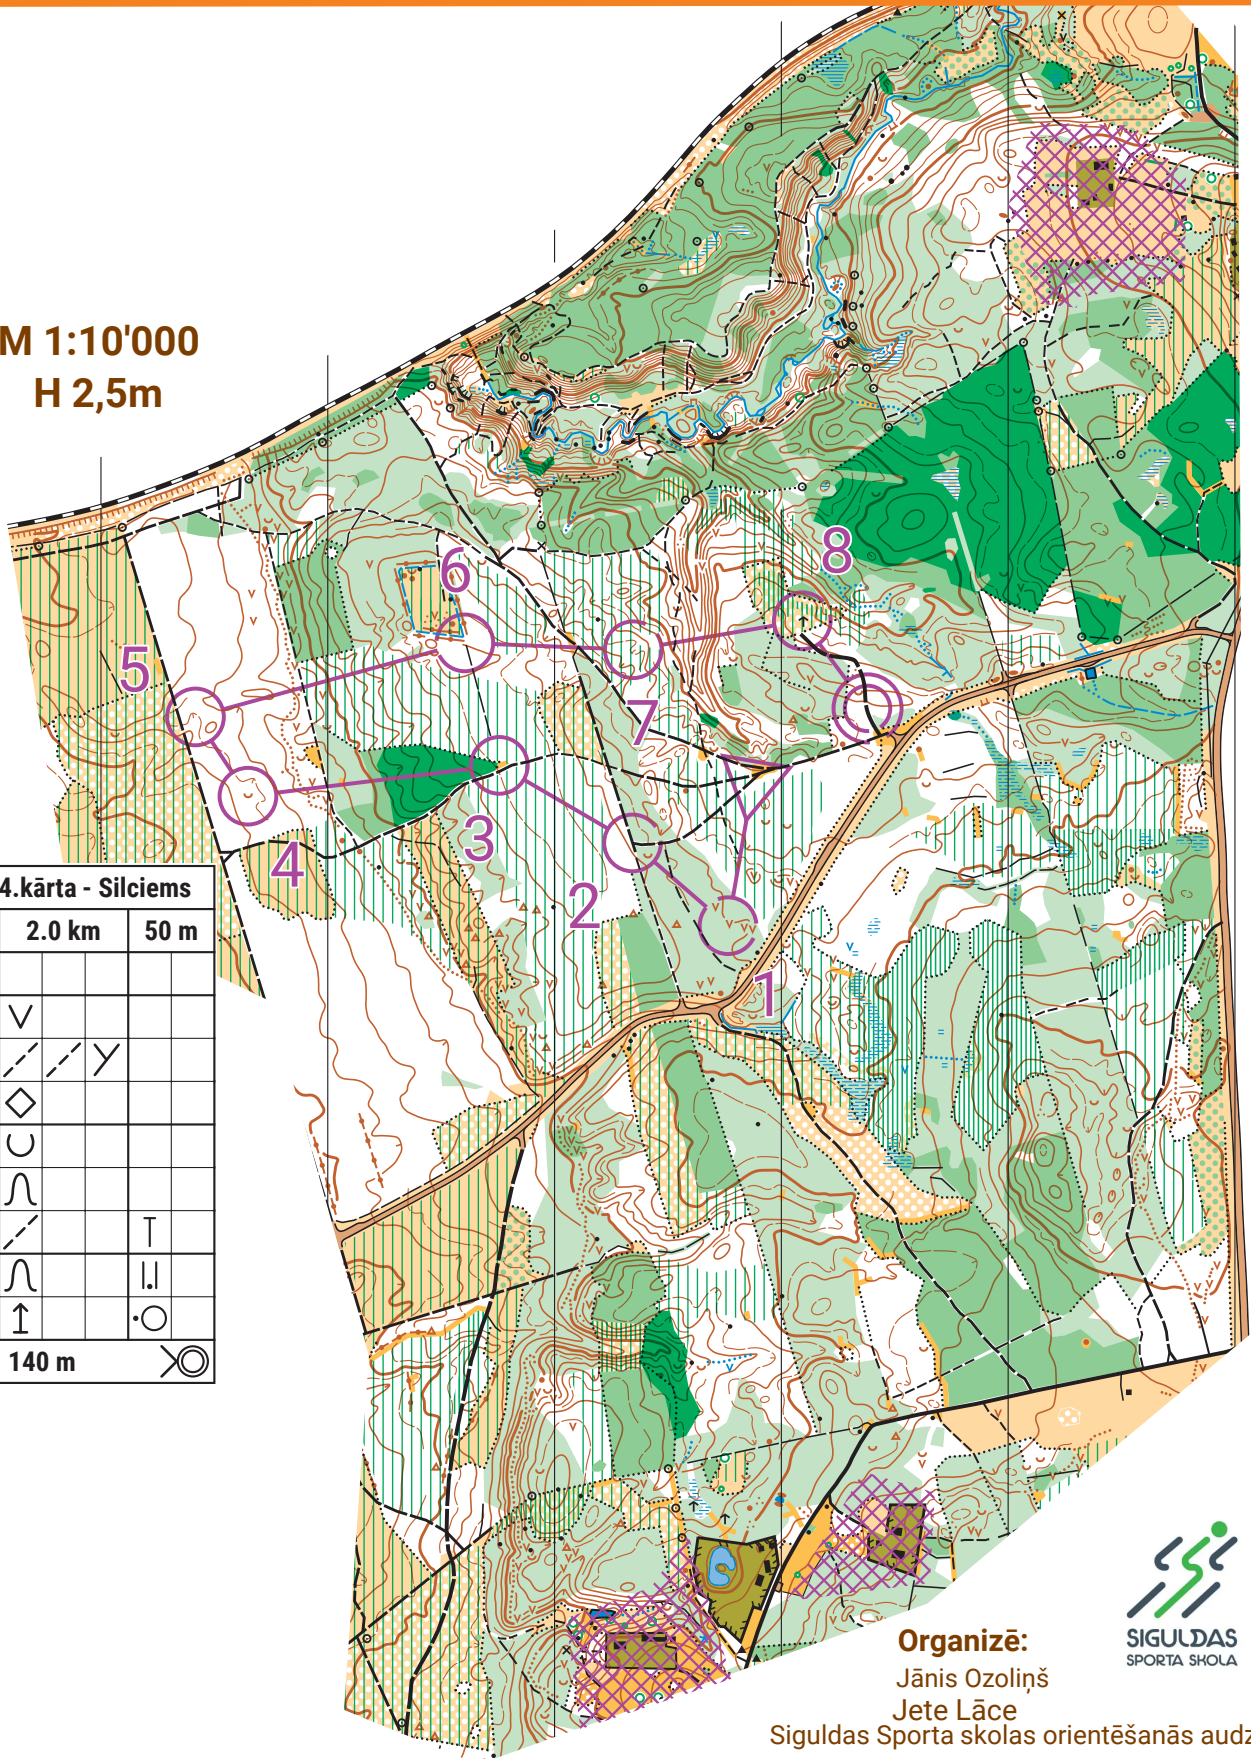 M 1:10'000
H 2,5m
8
6
5
7
3
4
2
1
4.kārta - Silciems
2.0 km 50 m
140 m
SIGULDAS
SPORTA SKOLA
Organizē:
Jānis Ozoliņš
Jete Lāce
Siguldas Sporta skolas orientēšanās